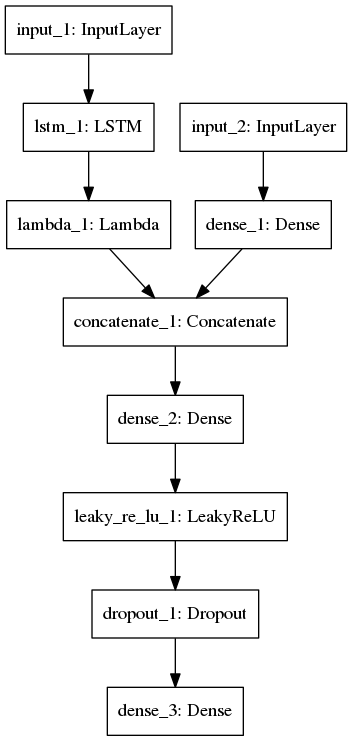 input_1: InputLayer
lstm_1: LSTM
input_2: InputLayer
lambda_1: Lambda
dense_1: Dense
concatenate_1: Concatenate
dense_2: Dense
leaky_re_lu_1: LeakyReLU
dropout_1: Dropout
dense_3: Dense